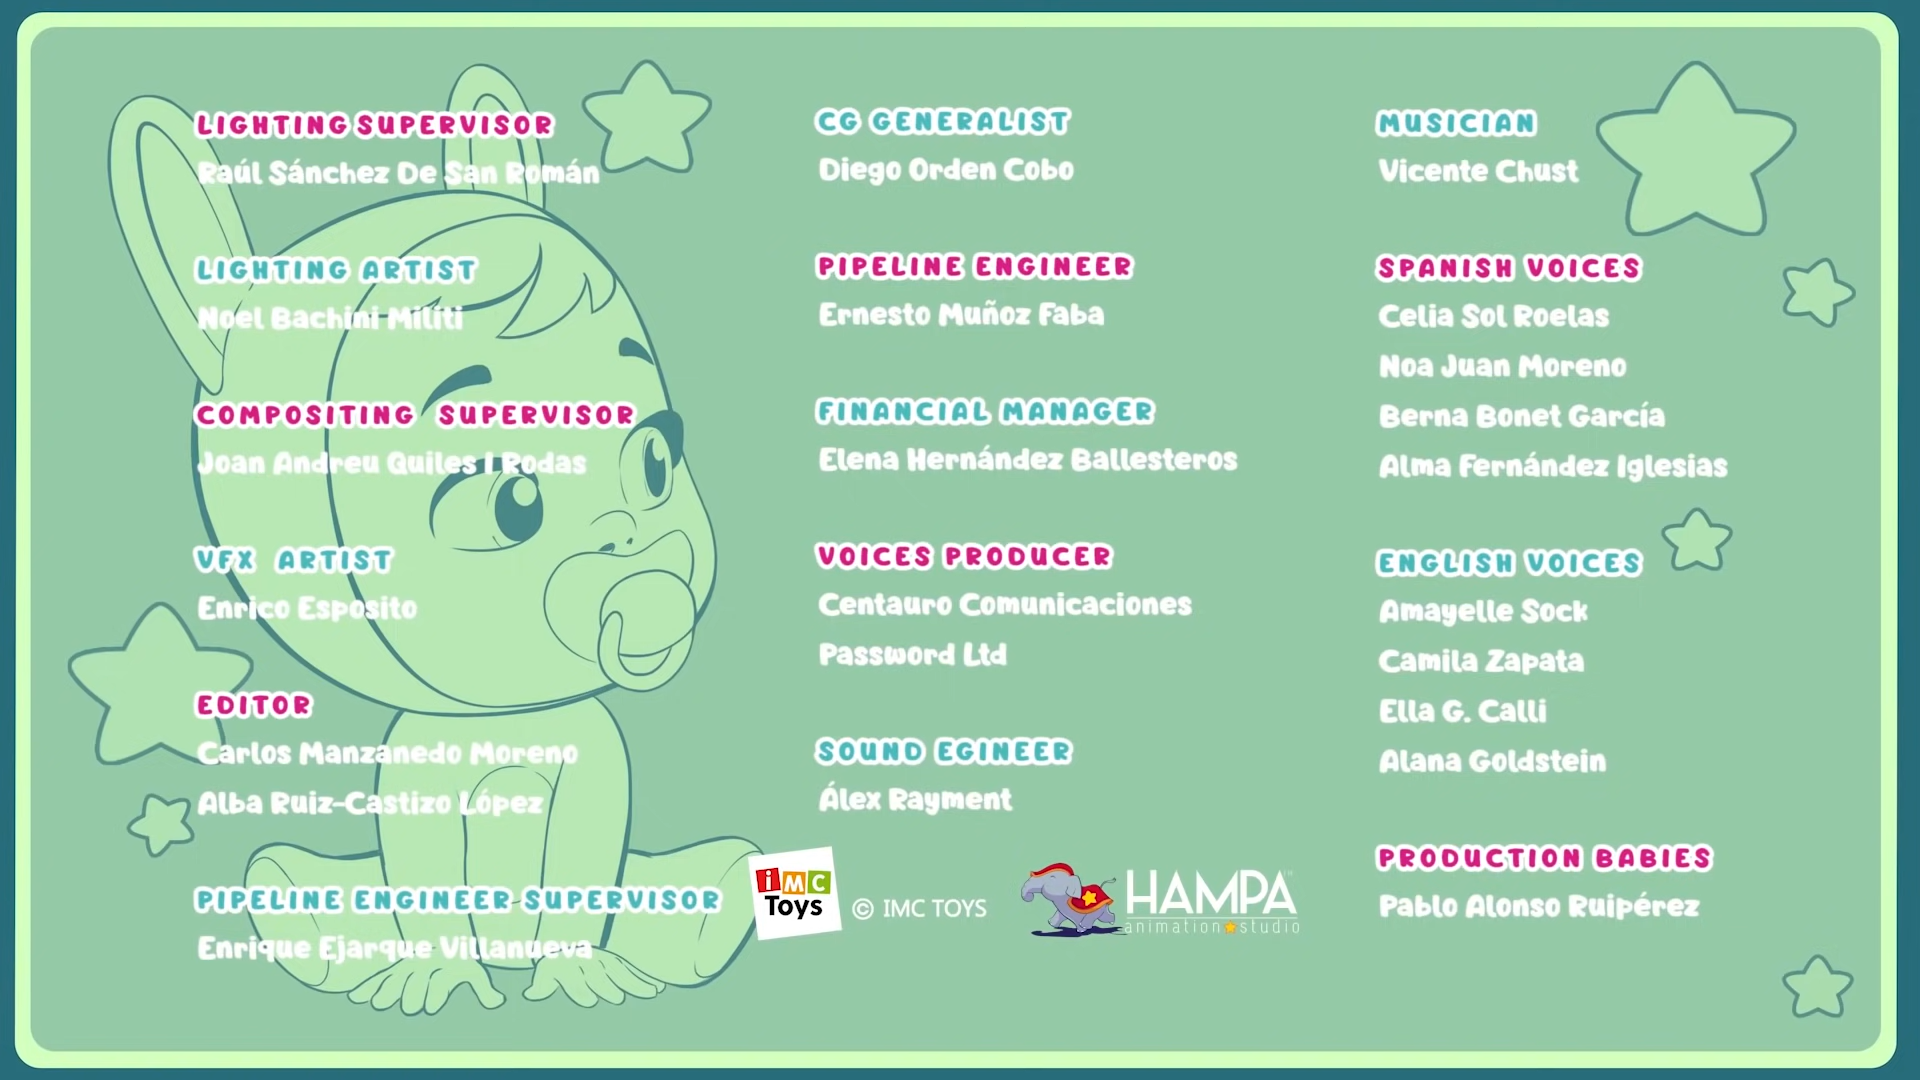 LIGHTING SUPERVISOR
Raúl Sánchez De San Román
LIGHTING ARTIST
Noel Bachini Militi
COMPOSITING SUPERVISOR
Joan Andreu Quiles I Rodas
VFX ARTIST
Enrico Esposito
EDITOR
Carlos Manzanedo Moreno
Alba Ruiz-Castizo López
PIPELINE ENGINEER SUPERVISOR
Enrique Ejarque Villanueva
CG GENERALIST
Diego Orden Cobo
PIPELINE ENGINEER
Ernesto Muñoz Faba
FINANCIAL MANAGER
Elena Hernández Ballesteros
VOICES PRODUCER
Centauro Comunicaciones
Password Ltd
SOUND EGINEER
Álex Rayment
iMC
Toys
© IMC TOYS
HAMPA™
animation studio
MUSICIAN
Vicente Chust
SPANISH VOICES
Celia Sol Roelas
Noa Juan Moreno
Berna Bonet García
Alma Fernández Iglesias
ENGLISH VOICES
Amayelle Sock
Camila Zapata
Ella G. Calli
Alana Goldstein
PRODUCTION BABIES
Pablo Alonso Ruipérez